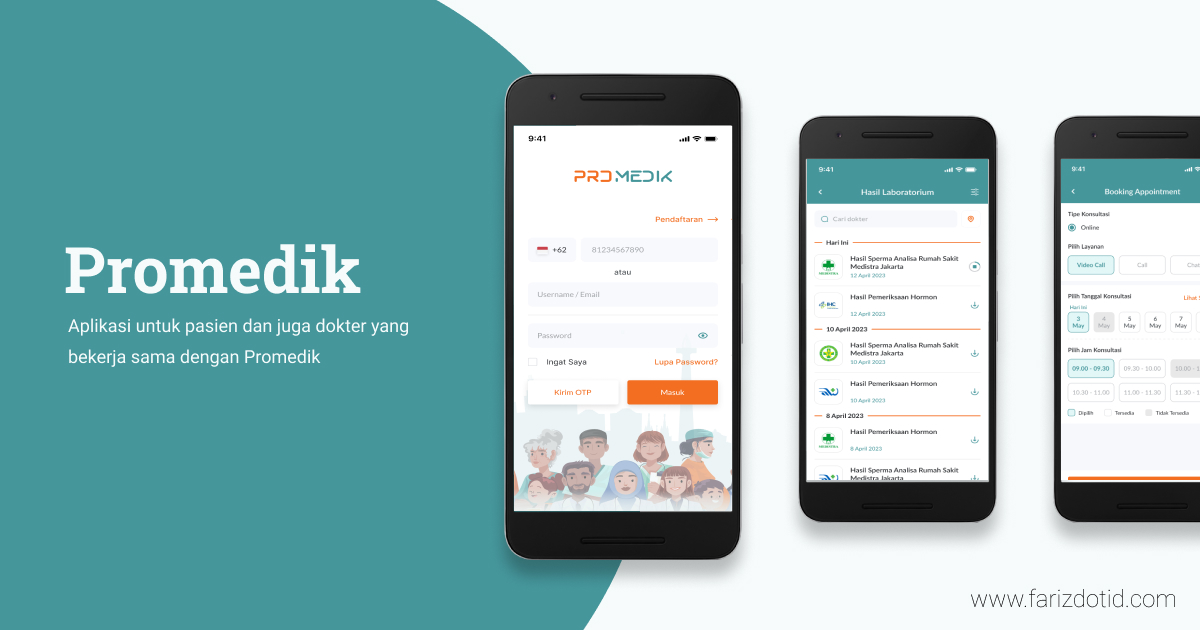 Promedik
Aplikasi untuk pasien dan juga dokter yang
bekerja sama dengan Promedik
9:41
PROMEDIK
Pendaftaran
+62
81234567890
atau
Username / Email
Password
Ingat Saya
Lupa Password?
Kirim OTP
Masuk
9:41
Hasil Laboratorium
Cari dokter
Hari Ini
Hasil Sperma Analisa Rumah Sakit
Medistra Jakarta
12 April 2023
IHC
Hasil Pemeriksaan Hormon
12 April 2023
10 April 2023
Hasil Sperma Analisa Rumah Sakit
Medistra Jakarta
10 April 2023
Hasil Pemeriksaan Hormon
10 April 2023
8 April 2023
Hasil Pemeriksaan Hormon
8 April 2023
Hasil Sperma Analisa Rumah Sakit
Medistra Jakarta
9:41
Booking Appointment
Tipe Konsultasi
Online
Pilih Layanan
Video Call
Call
Chat
Pilih Tanggal Konsultasi
Lihat
Hari Ini
3 May
4 May
5 May
6 May
7 May
Pilih Jam Konsultasi
09.00 - 09.30
09.30 - 10.00
10.00 - 1
10.30 - 11.00
11.00 - 11.30
11.30 - 1
Dipilih
Tersedia
Tidak Tersedia
www.farizdotid.com